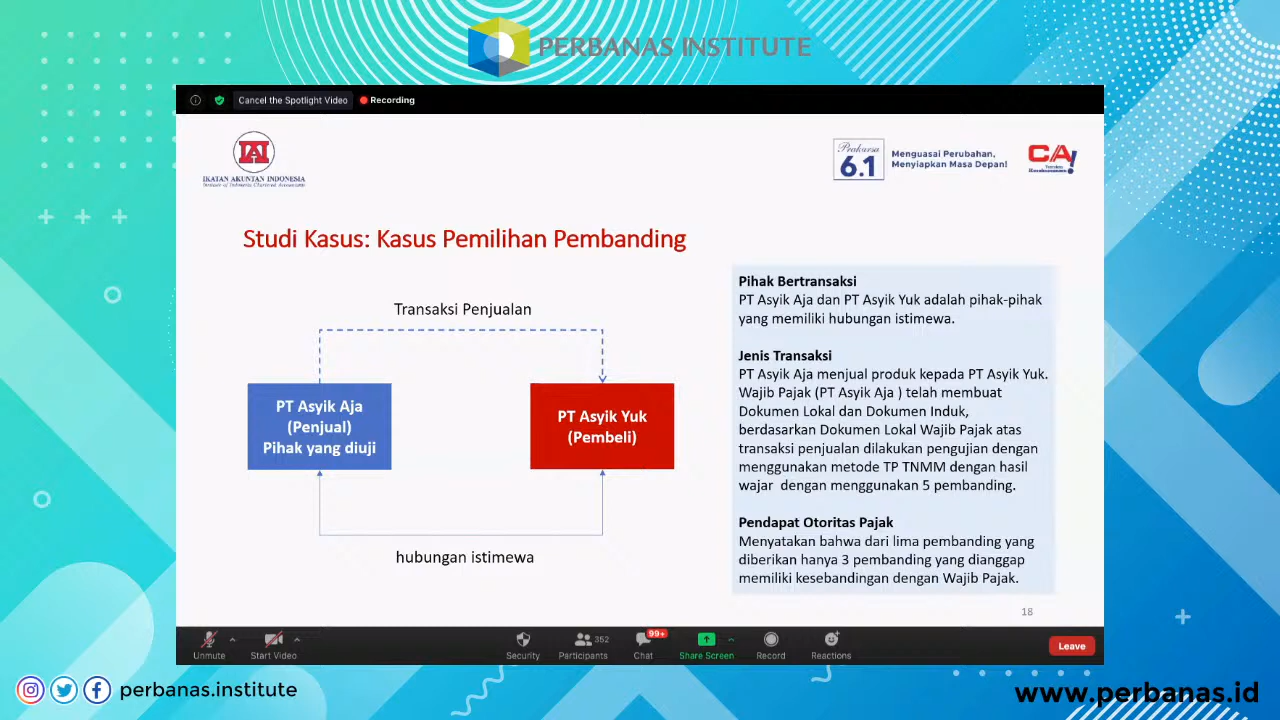 PERBANAS INSTITUTE
Cancel the Spotlight Video
Recording
IAI
IKATAN AKUNTAN INDONESIA
Institute of Indonesia Chartered Accountants
Prakarsa
6.1
Menguasai Perubahan,
Menyiapkan Masa Depan!
CA!
Studi Kasus: Kasus Pemilihan Pembanding
Transaksi Penjualan
PT Asyik Aja
(Penjual)
Pihak yang diuji
PT Asyik Yuk
(Pembeli)
hubungan istimewa
Pihak Bertransaksi
PT Asyik Aja dan PT Asyik Yuk adalah pihak-pihak
yang memiliki hubungan istimewa.
Jenis Transaksi
PT Asyik Aja menjual produk kepada PT Asyik Yuk.
Wajib Pajak (PT Asyik Aja ) telah membuat
Dokumen Lokal dan Dokumen Induk,
berdasarkan Dokumen Lokal Wajib Pajak atas
transaksi penjualan dilakukan pengujian dengan
menggunakan metode TP TNMM dengan hasil
wajar dengan menggunakan 5 pembanding.
Pendapat Otoritas Pajak
Menyatakan bahwa dari lima pembanding yang
diberikan hanya 3 pembanding yang dianggap
memiliki kesebandingan dengan Wajib Pajak.
18
Unmute
Start Video
Security
352
Participants
99+
Chat
Share Screen
Record
Reactions
Leave
perbanas.institute
www.perbanas.id